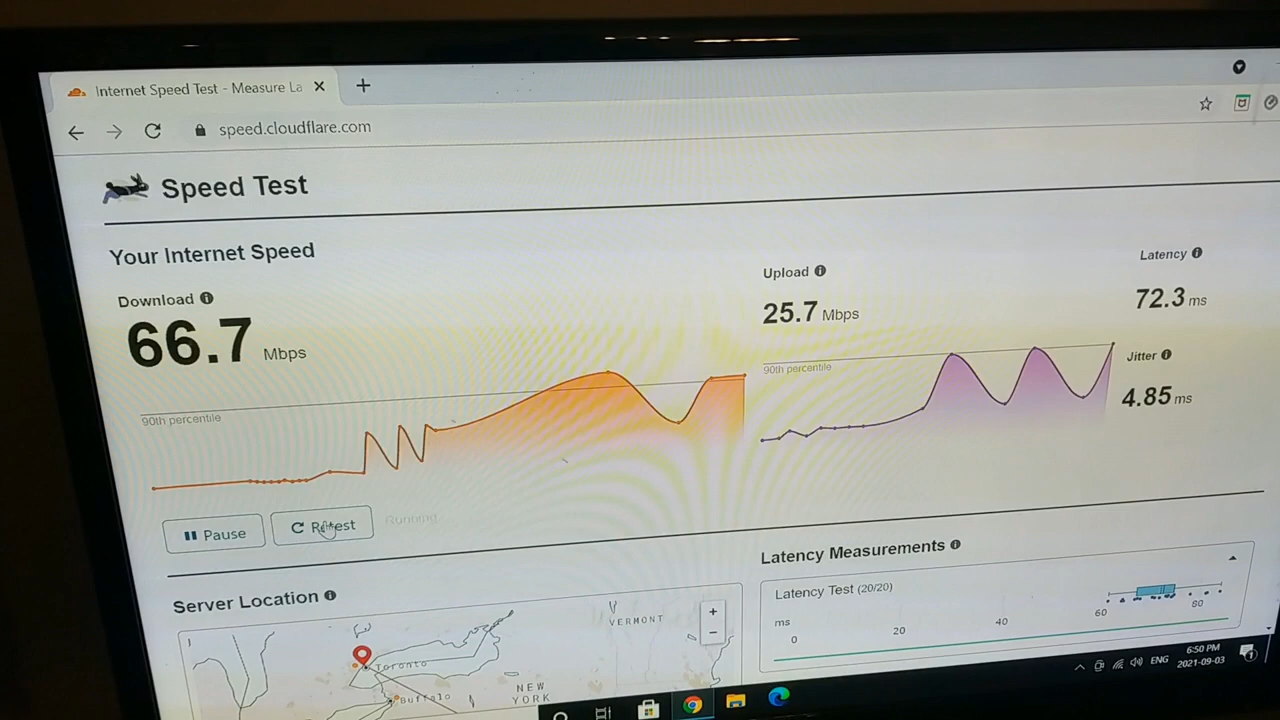 Internet Speed Test - Measure La
speed.cloudflare.com
Speed Test
Your Internet Speed
Download
66.7 Mbps
90th percentile
Upload
25.7 Mbps
90th percentile
Latency
72.3 ms
Jitter
4.85 ms
Pause
Retest
Running
Server Location
VERMONT
Toronto
Buffalo
NEW
YORK
+
−
Latency Measurements
Latency Test (20/20)
ms
0 20 40 60 80
ENG
6:50 PM
2021-09-03
1